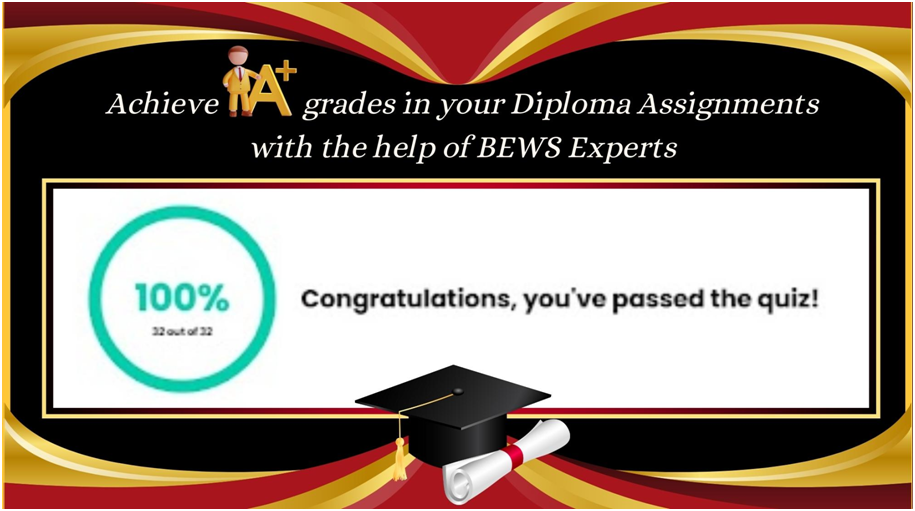 Achieve A+ grades in your Diploma Assignments
with the help of BEWS Experts
100%
32 out of 32
Congratulations, you've passed the quiz!